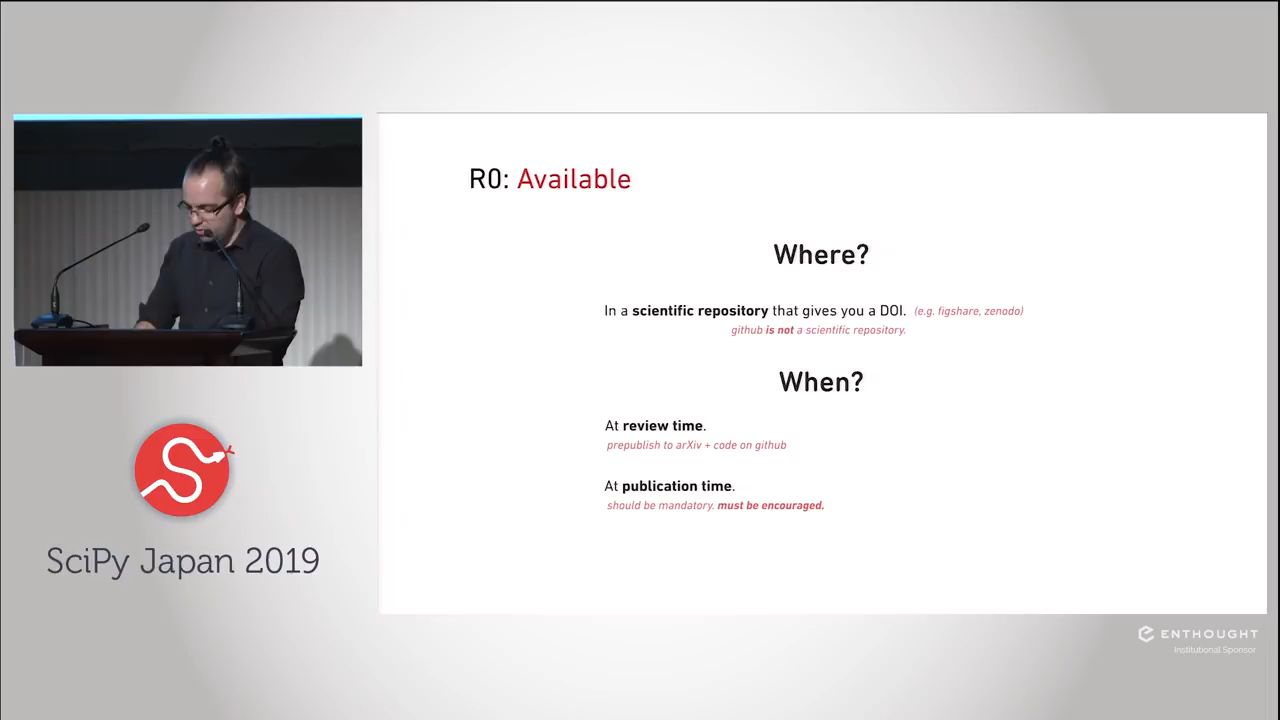 R0: Available
Where?
In a scientific repository that gives you a DOI. (e.g. figshare, zenodo)
github is not a scientific repository.
When?
At review time.
prepublish to arXiv + code on github
At publication time.
should be mandatory. must be encouraged.
SciPy Japan 2019
ENTHOUGHT
Institutional Sponsor